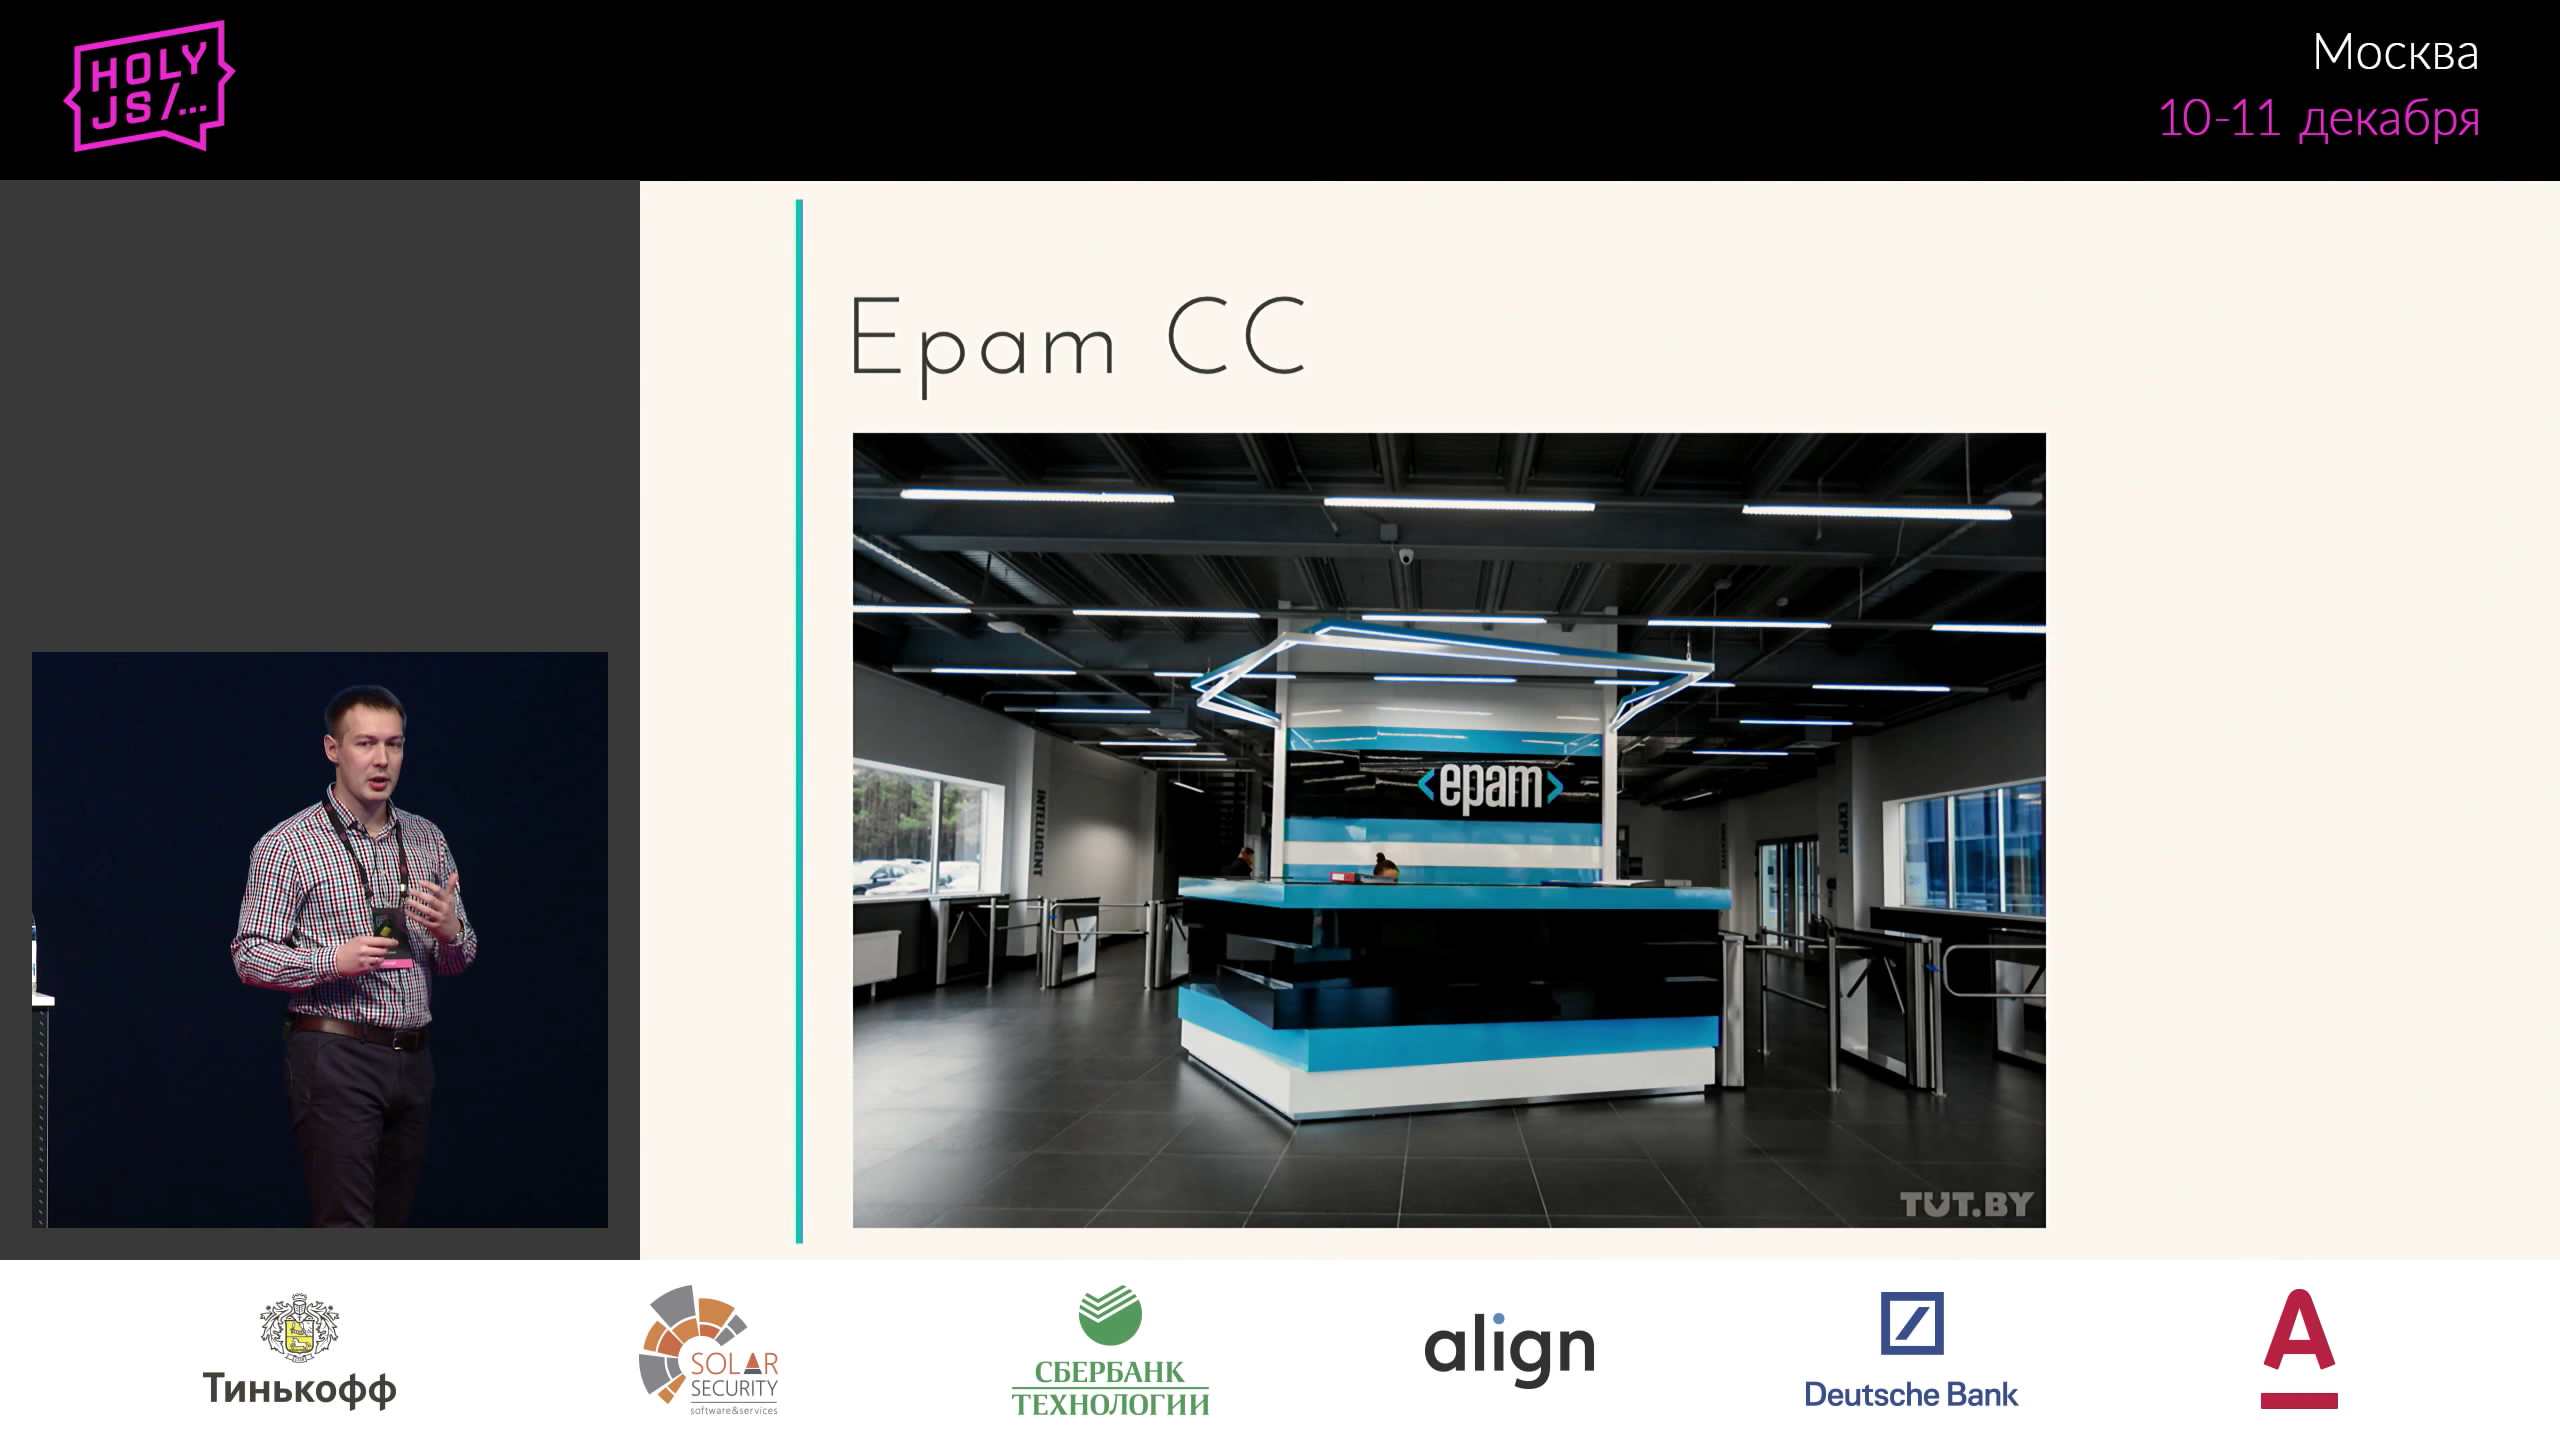 HOLY
JS/...
Москва
10-11 декабря
Epam CC
<epam>
INTELLIGENT
EXPERT
TUT.BY
Тинькофф
SOLAR
SECURITY
software&services
СБЕРБАНК
ТЕХНОЛОГИИ
align
Deutsche Bank
А